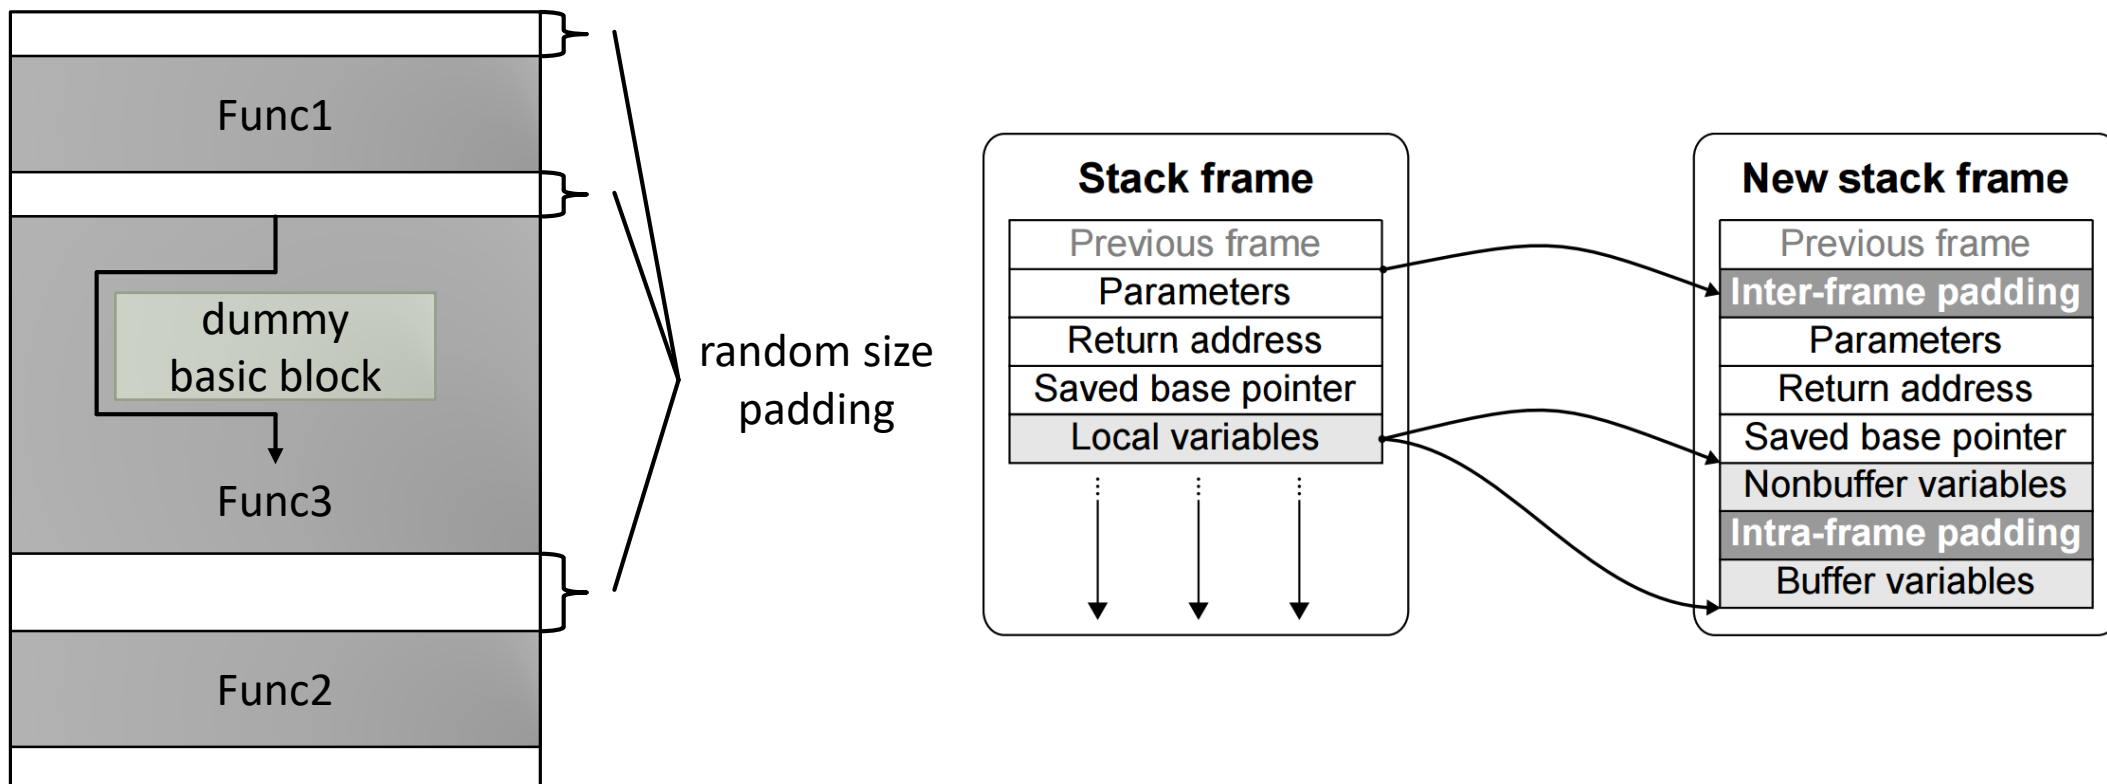 Func1
dummy
basic block
Func3
Func2
random size
padding
Stack frame
Previous frame
Parameters
Return address
Saved base pointer
Local variables
New stack frame
Previous frame
Inter-frame padding
Parameters
Return address
Saved base pointer
Nonbuffer variables
Intra-frame padding
Buffer variables